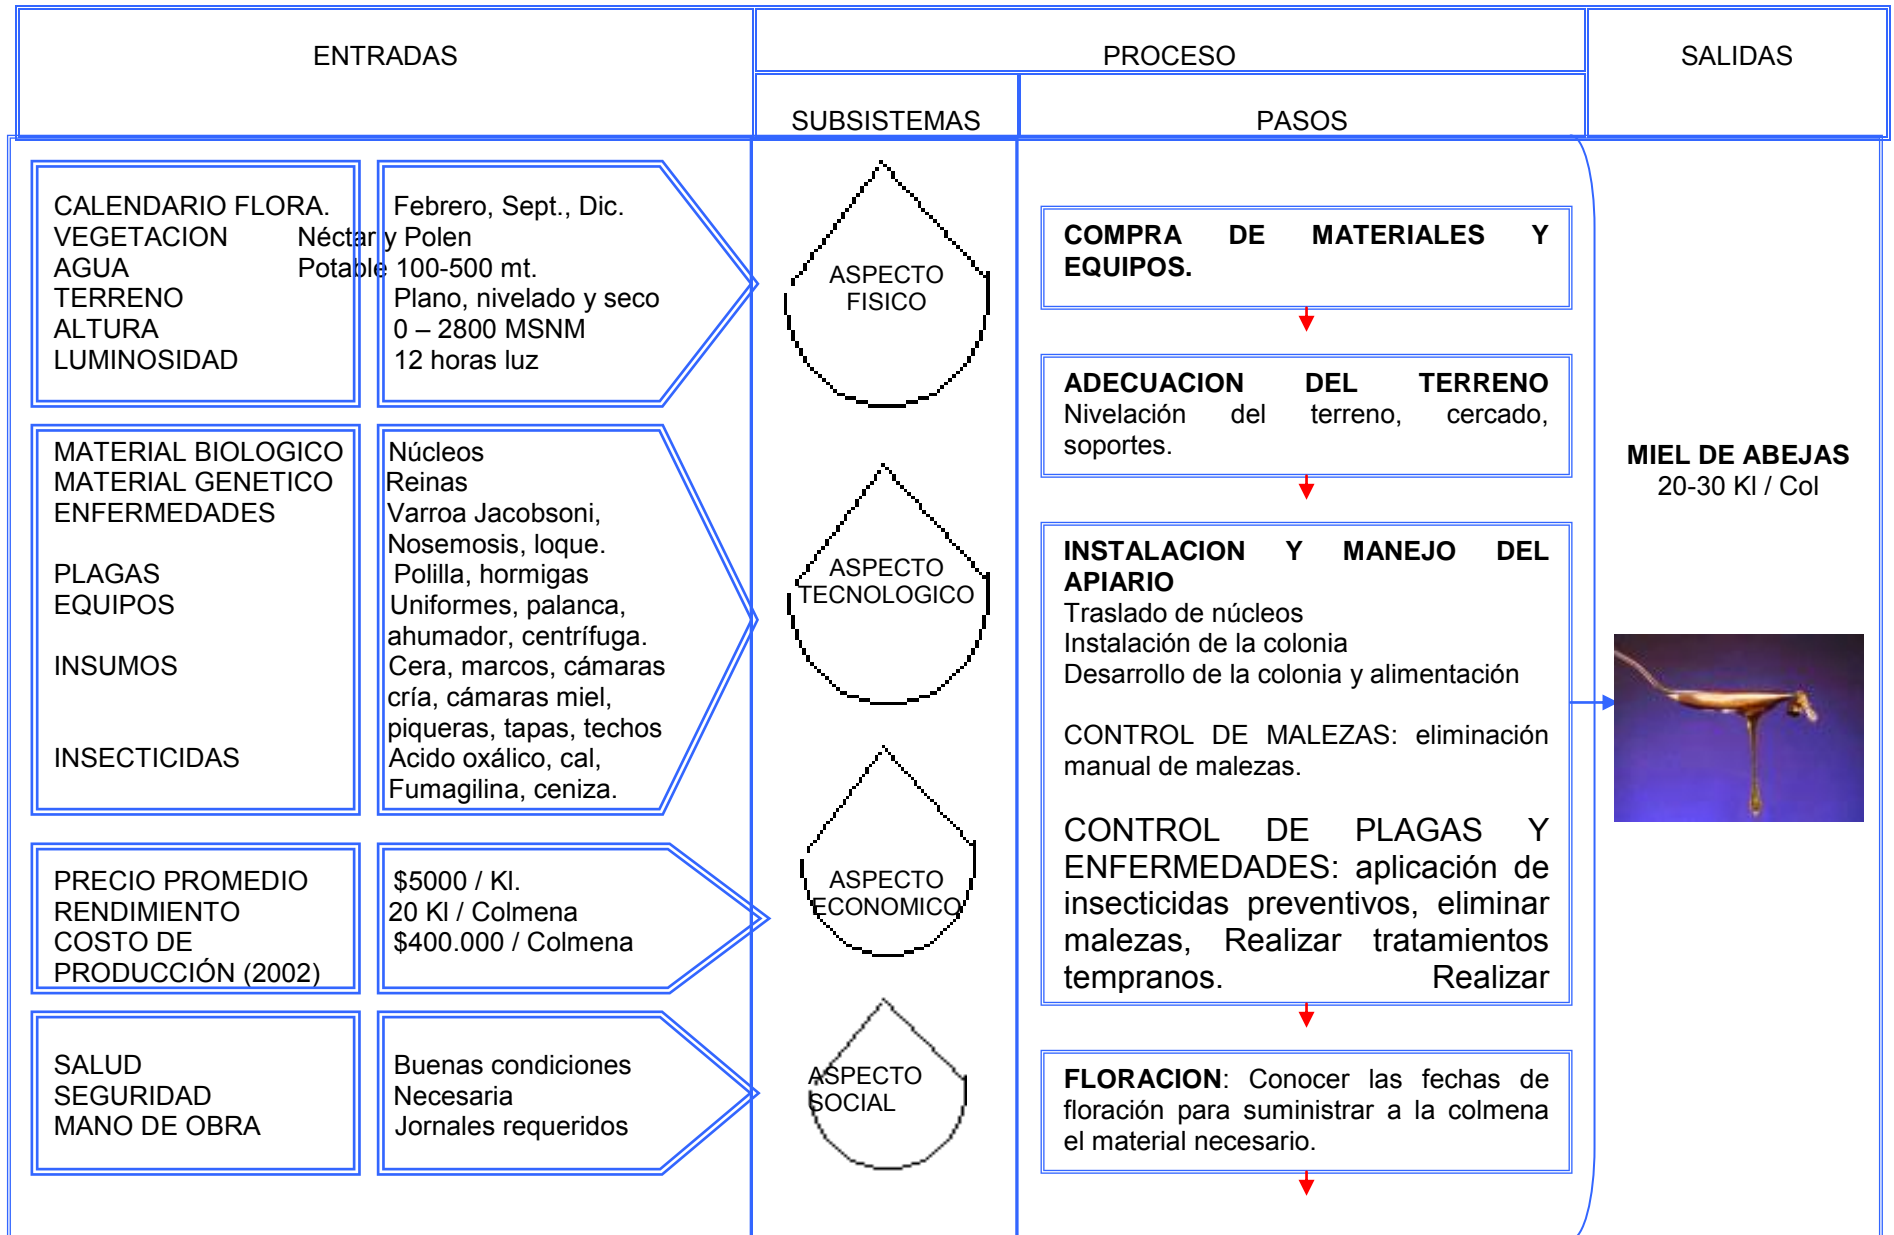 ENTRADAS
PROCESO
SALIDAS
SUBSISTEMAS
PASOS
CALENDARIO FLORA. Febrero, Sept., Dic.
VEGETACION Néctar y Polen
AGUA Potable 100-500 mt.
TERRENO Plano, nivelado y seco
ALTURA 0 – 2800 MSNM
LUMINOSIDAD 12 horas luz
MATERIAL BIOLOGICO Núcleos
MATERIAL GENETICO Reinas
ENFERMEDADES Varroa Jacobsoni,
Nosemosis, loque.
PLAGAS Polilla, hormigas
EQUIPOS Uniformes, palanca,
ahumador, centrífuga.
INSUMOS Cera, marcos, cámaras
cría, cámaras miel,
piqueras, tapas, techos
INSECTICIDAS Acido oxálico, cal,
Fumagilina, ceniza.
PRECIO PROMEDIO $5000 / Kl.
RENDIMIENTO 20 Kl / Colmena
COSTO DE $400.000 / Colmena
PRODUCCIÓN (2002)
SALUD Buenas condiciones
SEGURIDAD Necesaria
MANO DE OBRA Jornales requeridos
ASPECTO
FISICO
ASPECTO
TECNOLOGICO
ASPECTO
ECONOMICO
ASPECTO
SOCIAL
COMPRA DE MATERIALES Y
EQUIPOS.
ADECUACION DEL TERRENO
Nivelación del terreno, cercado,
soportes.
INSTALACION Y MANEJO DEL
APIARIO
Traslado de núcleos
Instalación de la colonia
Desarrollo de la colonia y alimentación
CONTROL DE MALEZAS: eliminación
manual de malezas.
CONTROL DE PLAGAS Y
ENFERMEDADES: aplicación de
insecticidas preventivos, eliminar
malezas, Realizar tratamientos
tempranos. Realizar
FLORACION: Conocer las fechas de
floración para suministrar a la colmena
el material necesario.
MIEL DE ABEJAS
20-30 Kl / Col